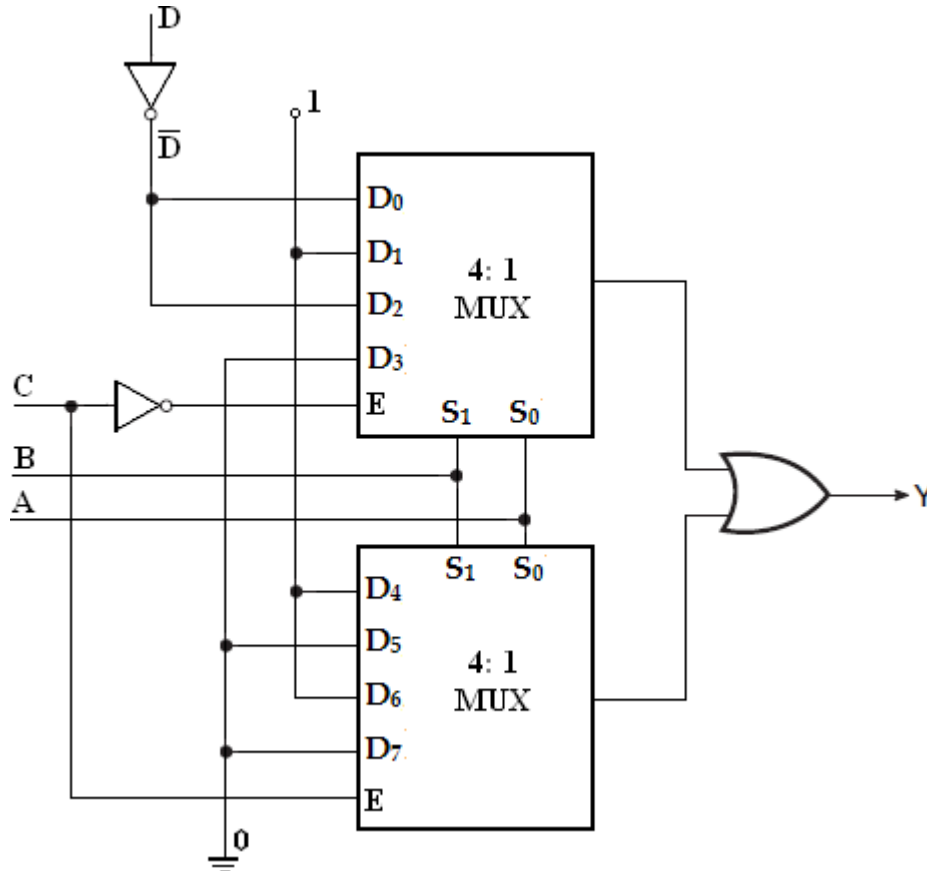 D
1
D̅
D₀
D₁
4: 1
D₂
MUX
D₃
C
E
S₁ S₀
B
A
Y
S₁ S₀
D₄
D₅
4: 1
D₆
MUX
D₇
E
0